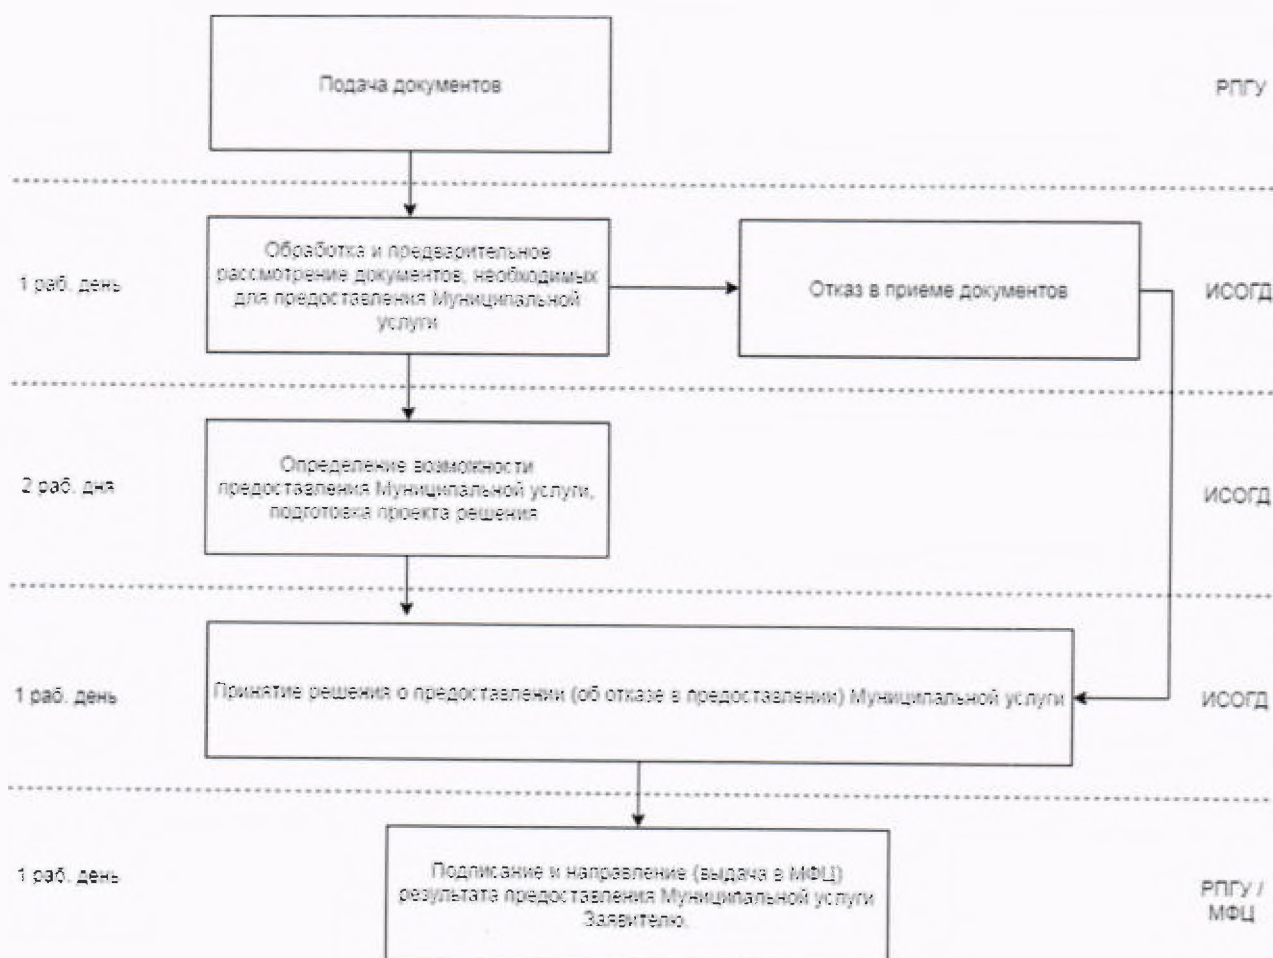 Подача документов
РПГУ
1 раб. день
Обработка и предварительное
рассмотрение документов, необходимых
для предоставления Муниципальной
услуги
Отказ в приеме документов
ИСОГД
2 раб. дня
Определение возможности
предоставления Муниципальной услуги,
подготовка проекта решения
ИСОГД
1 раб. день
Принятие решения о предоставлении (об отказе в предоставлении) Муниципальной услуги
ИСОГД
1 раб. день
Подписание и направление (выдача в МФЦ)
результата предоставления Муниципальной услуги
Заявителю.
РПГУ /
МФЦ